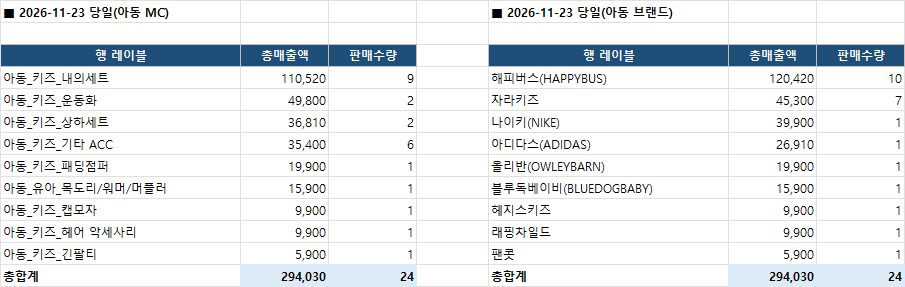 ■ 2026-11-23 당일(아동 MC)
행 레이블 총매출액 판매수량
아동_키즈_내의세트 110,520 9
아동_키즈_운동화 49,800 2
아동_키즈_상하세트 36,810 2
아동_키즈_기타 ACC 35,400 6
아동_키즈_패딩점퍼 19,900 1
아동_유아_목도리/워머/머플러 15,900 1
아동_키즈_캡모자 9,900 1
아동_키즈_헤어 악세사리 9,900 1
아동_키즈_긴팔티 5,900 1
총합계 294,030 24
■ 2026-11-23 당일(아동 브랜드)
행 레이블 총매출액 판매수량
해피버스(HAPPYBUS) 120,420 10
자라키즈 45,300 7
나이키(NIKE) 39,900 1
아디다스(ADIDAS) 26,910 1
올리반(OWLEYBARN) 19,900 1
블루독베이비(BLUEDOGBABY) 15,900 1
헤지스키즈 9,900 1
래핑차일드 9,900 1
팬콧 5,900 1
총합계 294,030 24